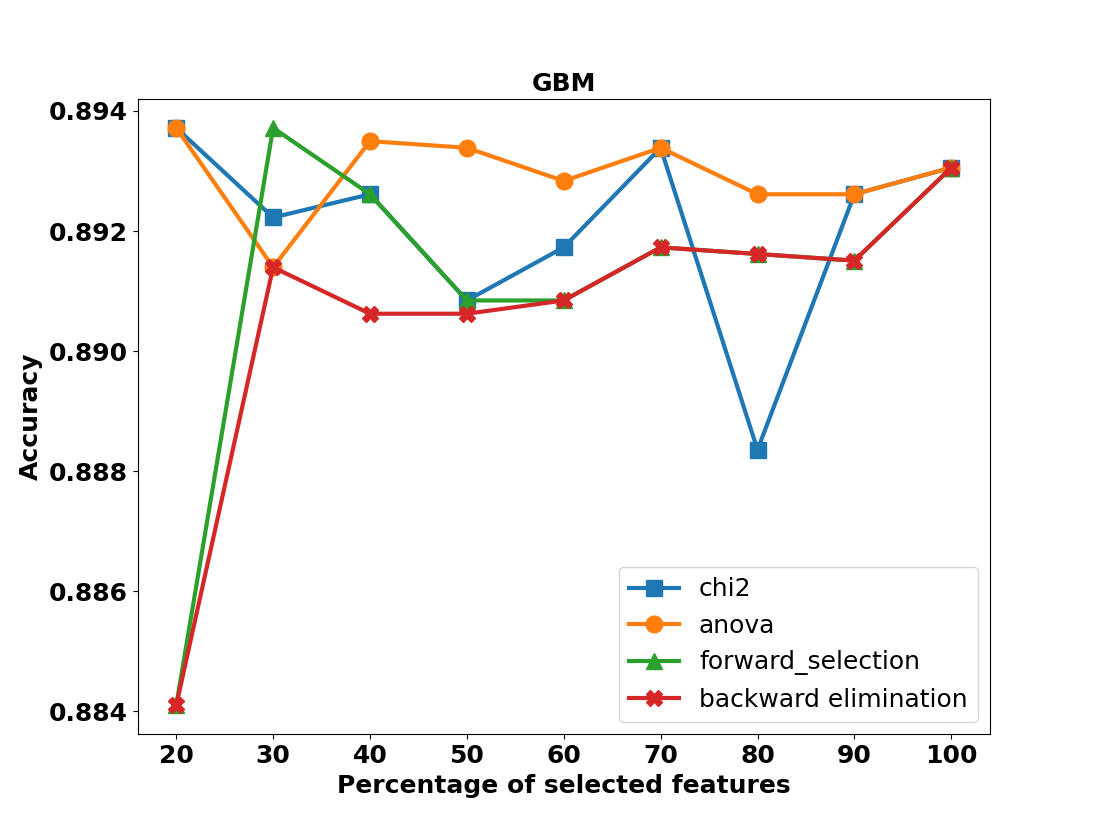 GBM
0.894
0.892
0.890
0.888
0.886
0.884
Accuracy
20 30 40 50 60 70 80 90 100
Percentage of selected features
chi2
anova
forward_selection
backward elimination